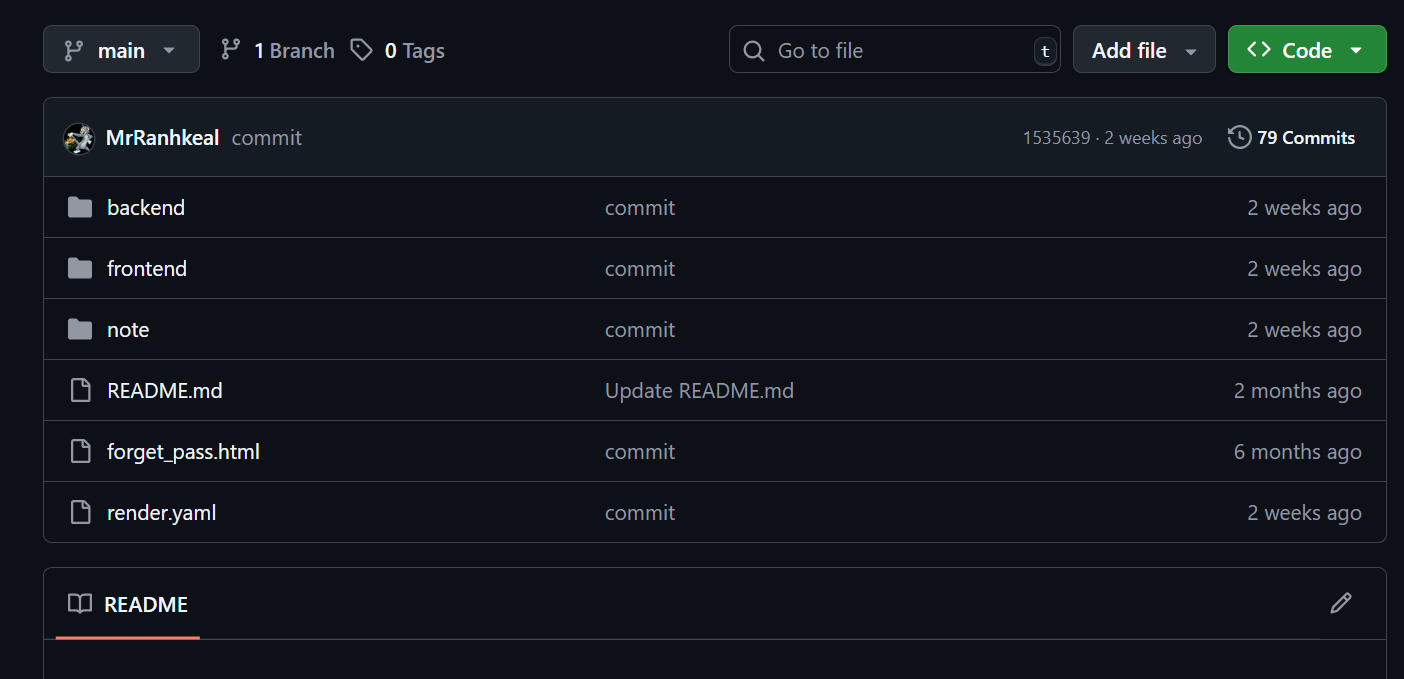 main 1 Branch 0 Tags Go to file t Add file Code
MrRanhkeal commit 1535639 · 2 weeks ago 79 Commits
backend commit 2 weeks ago
frontend commit 2 weeks ago
note commit 2 weeks ago
README.md Update README.md 2 months ago
forget_pass.html commit 6 months ago
render.yaml commit 2 weeks ago
README